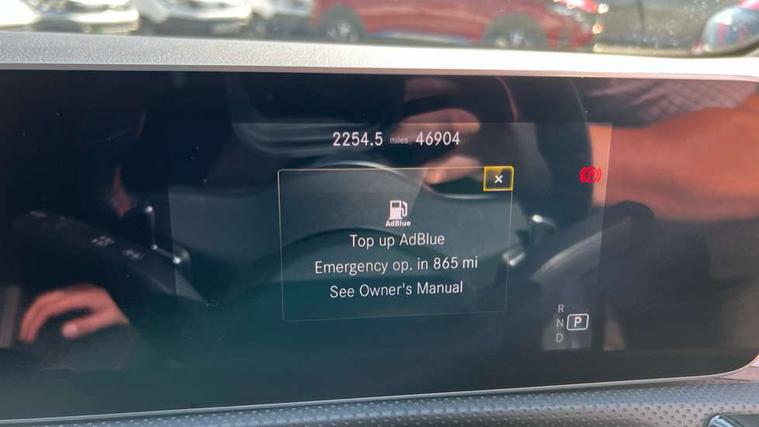 2254.5 miles 46904
×
AdBlue
Top up AdBlue
Emergency op. in 865 mi
See Owner's Manual
R
N P
D